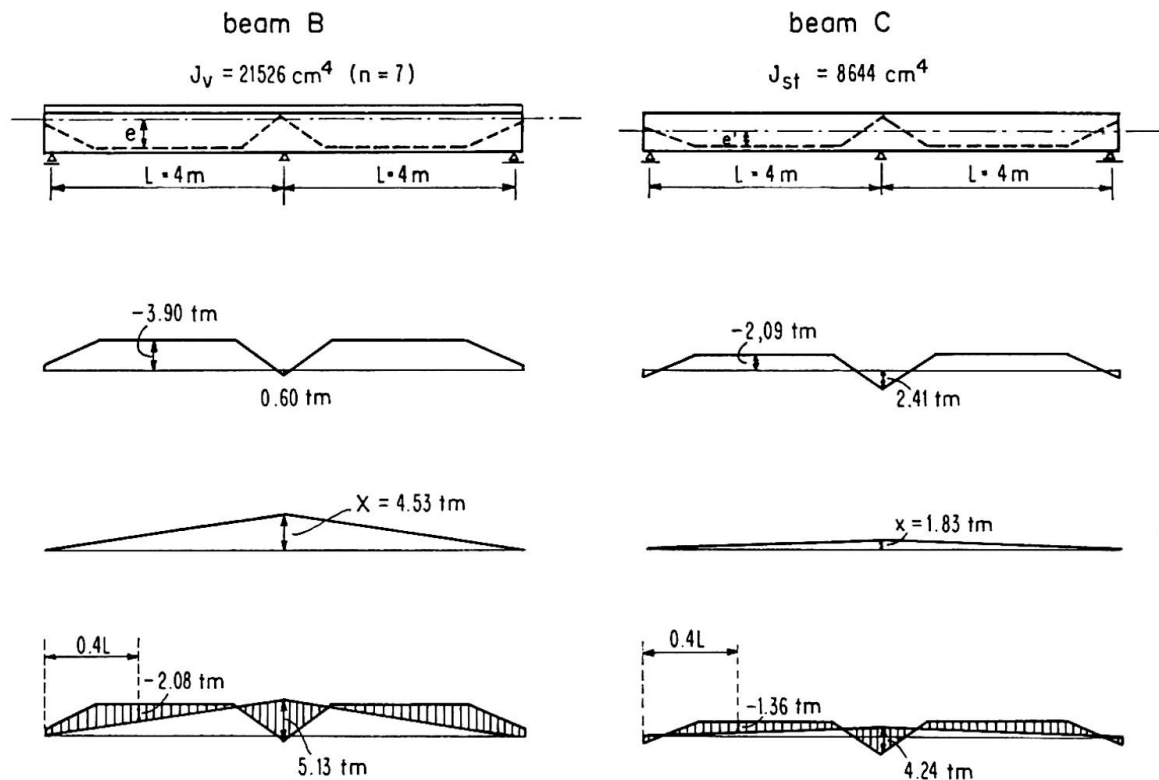 beam B
J_v = 21526 cm⁴ (n = 7)
e
L = 4m
L = 4m
-3.90 tm
0.60 tm
X = 4.53 tm
0.4L
-2.08 tm
5.13 tm
beam C
J_st = 8644 cm⁴
e'
L = 4m
L = 4m
-2,09 tm
2.41 tm
x = 1.83 tm
0.4L
-1.36 tm
4.24 tm